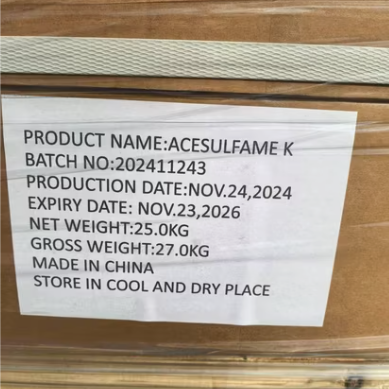 PRODUCT NAME:ACESULFAME K
BATCH NO:202411243
PRODUCTION DATE:NOV.24,2024
EXPIRY DATE: NOV.23,2026
NET WEIGHT:25.0KG
GROSS WEIGHT:27.0KG
MADE IN CHINA
STORE IN COOL AND DRY PLACE